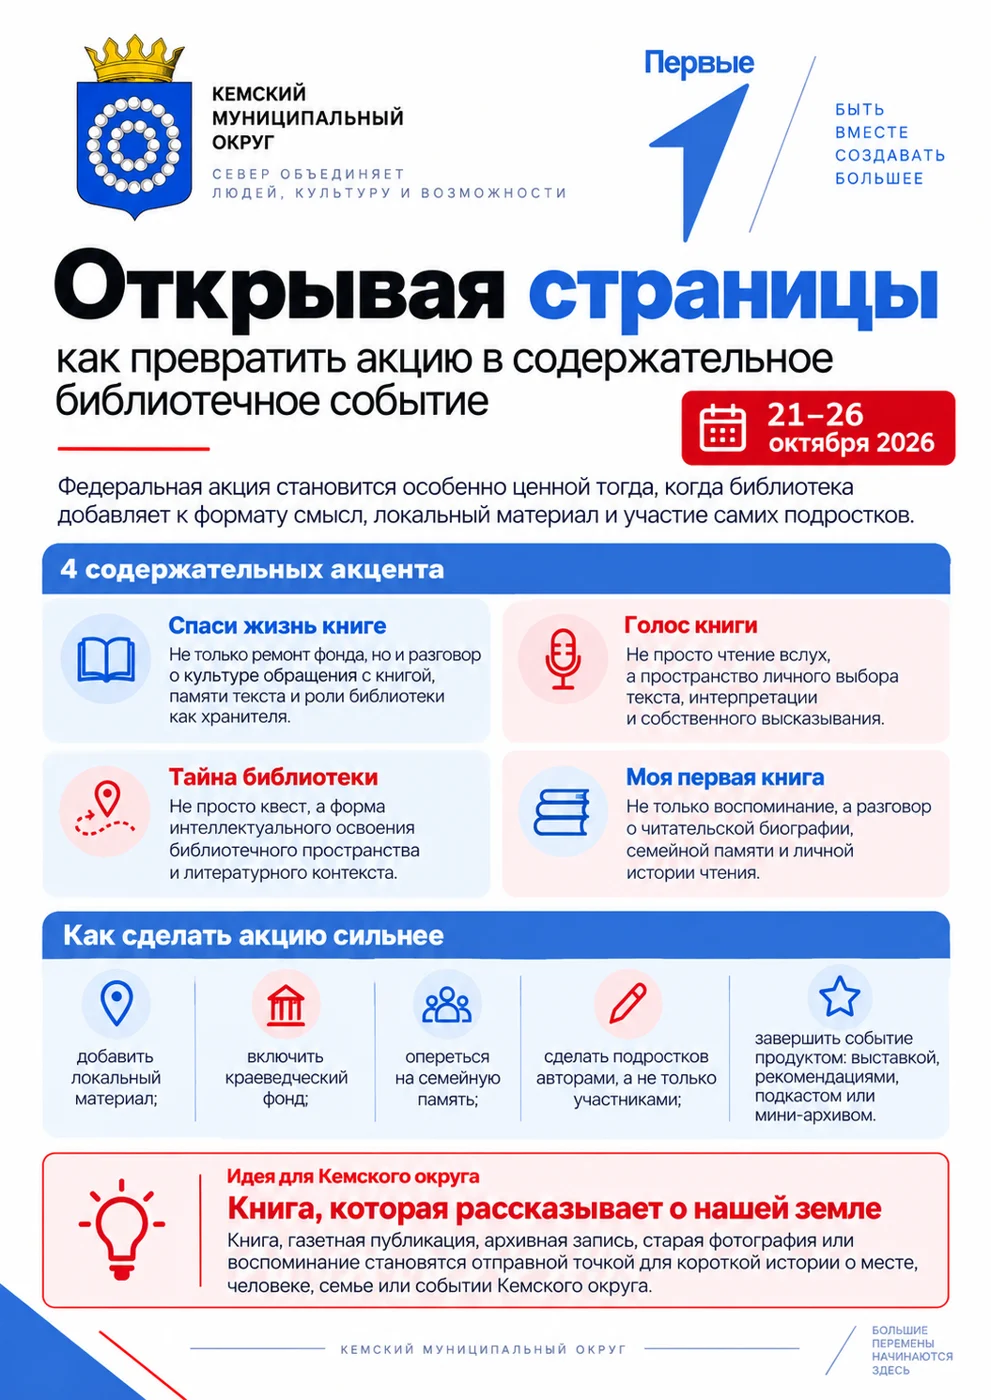 КЕМСКИЙ
МУНИЦИПАЛЬНЫЙ
ОКРУГ
СЕВЕР ОБЪЕДИНЯЕТ
ЛЮДЕЙ, КУЛЬТУРУ И ВОЗМОЖНОСТИ
Первые
БЫТЬ
ВМЕСТЕ
СОЗДАВАТЬ
БОЛЬШЕЕ
Открывая страницы
как превратить акцию в содержательное
библиотечное событие
21–26
октября 2026
Федеральная акция становится особенно ценной тогда, когда библиотека
добавляет к формату смысл, локальный материал и участие самих подростков.
4 содержательных акцента
Спаси жизнь книге
Не только ремонт фонда, но и разговор
о культуре обращения с книгой,
памяти текста и роли библиотеки
как хранителя.
Голос книги
Не просто чтение вслух,
а пространство личного выбора
текста, интерпретации
и собственного высказывания.
Тайна библиотеки
Не просто квест, а форма
интеллектуального освоения
библиотечного пространства
и литературного контекста.
Моя первая книга
Не только воспоминание, а разговор
о читательской биографии,
семейной памяти и личной
истории чтения.
Как сделать акцию сильнее
добавить
локальный
материал;
включить
краеведческий
фонд;
опереться
на семейную
память;
сделать подростков
авторами, а не только
участниками;
завершить событие
продуктом: выставкой,
рекомендациями,
подкастом или
мини-архивом.
Идея для Кемского округа
Книга, которая рассказывает о нашей земле
Книга, газетная публикация, архивная запись, старая фотография или
воспоминание становятся отправной точкой для короткой истории о месте,
человеке, семье или событии Кемского округа.
КЕМСКИЙ МУНИЦИПАЛЬНЫЙ ОКРУГ
БОЛЬШИЕ
ПЕРЕМЕНЫ
НАЧИНАЮТСЯ
ЗДЕСЬ